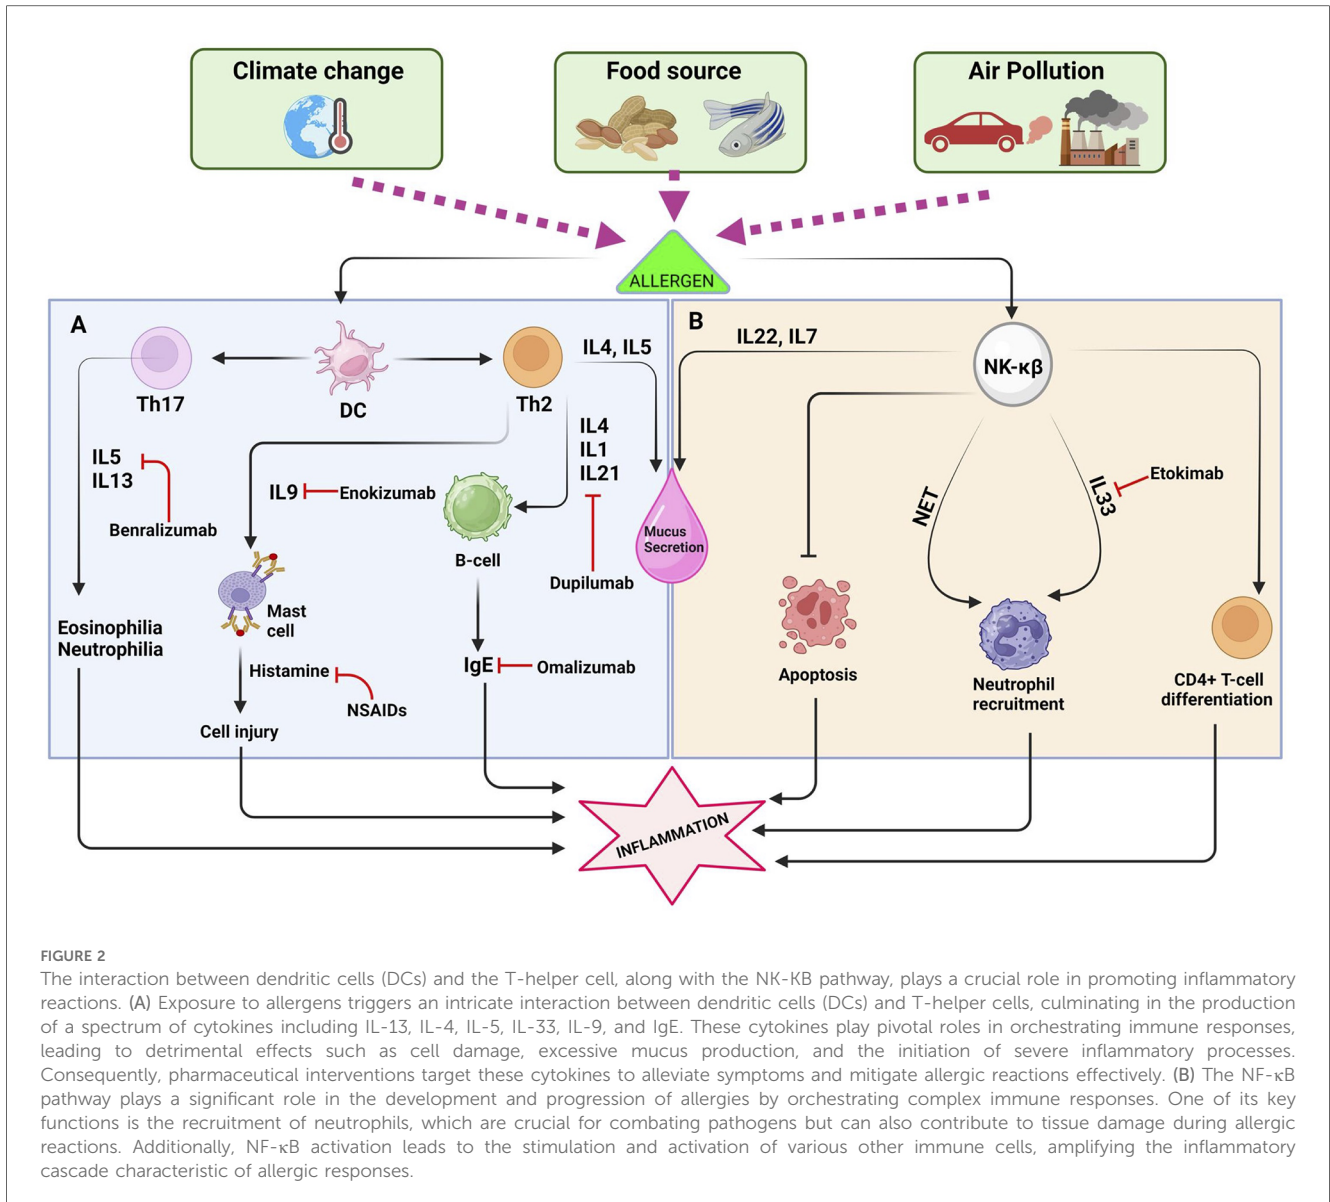 Climate change
Food source
Air Pollution
ALLERGEN
A
Th17
DC
Th2
IL4, IL5
IL5
IL13
Benralizumab
IL9
Enokizumab
IL4
IL1
IL21
B-cell
Dupilumab
Mast
cell
Eosinophilia
Neutrophilia
Histamine
NSAIDs
Cell injury
IgE
Omalizumab
Mucus
Secretion
B
IL22, IL7
NK-κβ
NET
IL33
Etokimab
Apoptosis
Neutrophil
recruitment
CD4+ T-cell
differentiation
INFLAMMATION
FIGURE 2
The interaction between dendritic cells (DCs) and the T-helper cell, along with the NK-KB pathway, plays a crucial role in promoting inflammatory
reactions. (A) Exposure to allergens triggers an intricate interaction between dendritic cells (DCs) and T-helper cells, culminating in the production
of a spectrum of cytokines including IL-13, IL-4, IL-5, IL-33, IL-9, and IgE. These cytokines play pivotal roles in orchestrating immune responses,
leading to detrimental effects such as cell damage, excessive mucus production, and the initiation of severe inflammatory processes.
Consequently, pharmaceutical interventions target these cytokines to alleviate symptoms and mitigate allergic reactions effectively. (B) The NF-κB
pathway plays a significant role in the development and progression of allergies by orchestrating complex immune responses. One of its key
functions is the recruitment of neutrophils, which are crucial for combating pathogens but can also contribute to tissue damage during allergic
reactions. Additionally, NF-κB activation leads to the stimulation and activation of various other immune cells, amplifying the inflammatory
cascade characteristic of allergic responses.